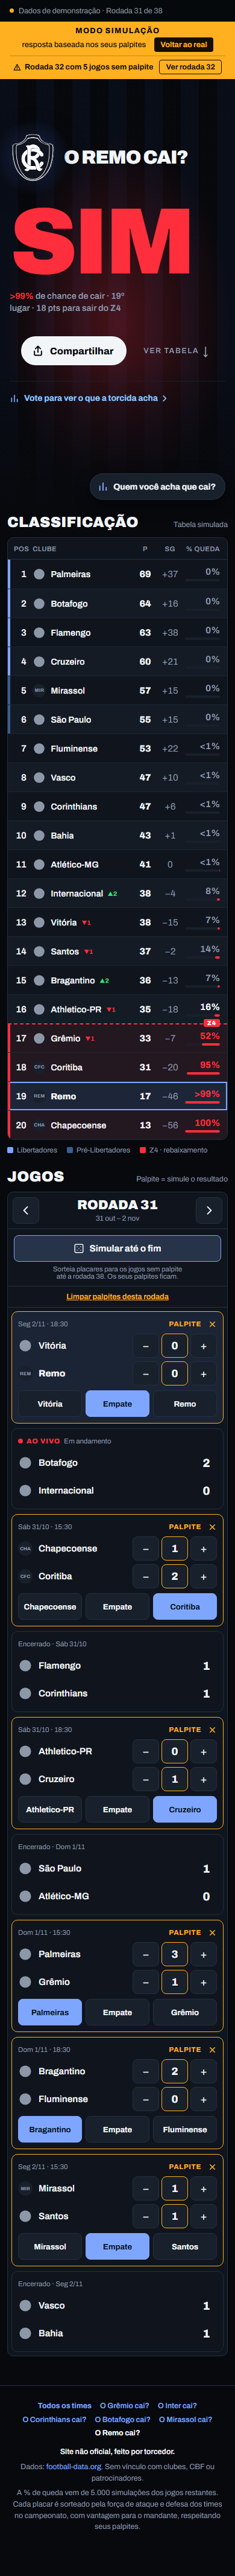 Dados de demonstração · Rodada 31 de 38
MODO SIMULAÇÃO
resposta baseada nos seus palpites
Voltar ao real
Rodada 32 com 5 jogos sem palpite
Ver rodada 32
O REMO CAI?
SIM
>99% de chance de cair · 19º
lugar · 18 pts para sair do Z4
Compartilhar
VER TABELA ↓
Vote para ver o que a torcida acha
Quem você acha que cai?
CLASSIFICAÇÃO
Tabela simulada
POS CLUBE P SG % QUEDA
1 Palmeiras 69 +37 0%
2 Botafogo 64 +16 0%
3 Flamengo 63 +38 0%
4 Cruzeiro 60 +21 0%
5 MIR Mirassol 57 +15 0%
6 São Paulo 55 +15 0%
7 Fluminense 53 +22 <1%
8 Vasco 47 +10 <1%
9 Corinthians 47 +6 <1%
10 Bahia 43 +1 <1%
11 Atlético-MG 41 0 <1%
12 Internacional ▲2 38 −4 8%
13 Vitória ▼1 38 −15 7%
14 Santos ▼1 37 −2 14%
15 Bragantino ▲2 36 −13 7%
16 Athletico-PR ▼1 35 −18 16%
Z4
17 Grêmio ▼1 33 −7 52%
18 CFC Coritiba 31 −20 95%
19 REM Remo 17 −46 >99%
20 CHA Chapecoense 13 −56 100%
Libertadores Pré-Libertadores Z4 · rebaixamento
JOGOS
Palpite = simule o resultado
RODADA 31
31 out – 2 nov
Simular até o fim
Sorteia placares para os jogos sem palpite
até a rodada 38. Os seus palpites ficam.
Limpar palpites desta rodada
Seg 2/11 · 18:30 PALPITE ×
Vitória − 0 +
REM Remo − 0 +
Vitória Empate Remo
AO VIVO Em andamento
Botafogo 2
Internacional 0
Sáb 31/10 · 15:30 PALPITE ×
CHA Chapecoense − 1 +
CFC Coritiba − 2 +
Chapecoense Empate Coritiba
Encerrado · Sáb 31/10
Flamengo 1
Corinthians 1
Sáb 31/10 · 18:30 PALPITE ×
Athletico-PR − 0 +
Cruzeiro − 1 +
Athletico-PR Empate Cruzeiro
Encerrado · Dom 1/11
São Paulo 1
Atlético-MG 0
Dom 1/11 · 15:30 PALPITE ×
Palmeiras − 3 +
Grêmio − 1 +
Palmeiras Empate Grêmio
Dom 1/11 · 18:30 PALPITE ×
Bragantino − 2 +
Fluminense − 0 +
Bragantino Empate Fluminense
Seg 2/11 · 15:30 PALPITE ×
MIR Mirassol − 1 +
Santos − 1 +
Mirassol Empate Santos
Encerrado · Seg 2/11
Vasco 1
Bahia 1
Todos os times O Grêmio cai? O Inter cai?
O Corinthians cai? O Botafogo cai? O Mirassol cai?
O Remo cai?
Site não oficial, feito por torcedor.
Dados: football-data.org. Sem vínculo com clubes, CBF ou
patrocinadores.
A % de queda vem de 5.000 simulações dos jogos restantes.
Cada placar é sorteado pela força de ataque e defesa dos times
no campeonato, com vantagem para o mandante, respeitando
seus palpites.